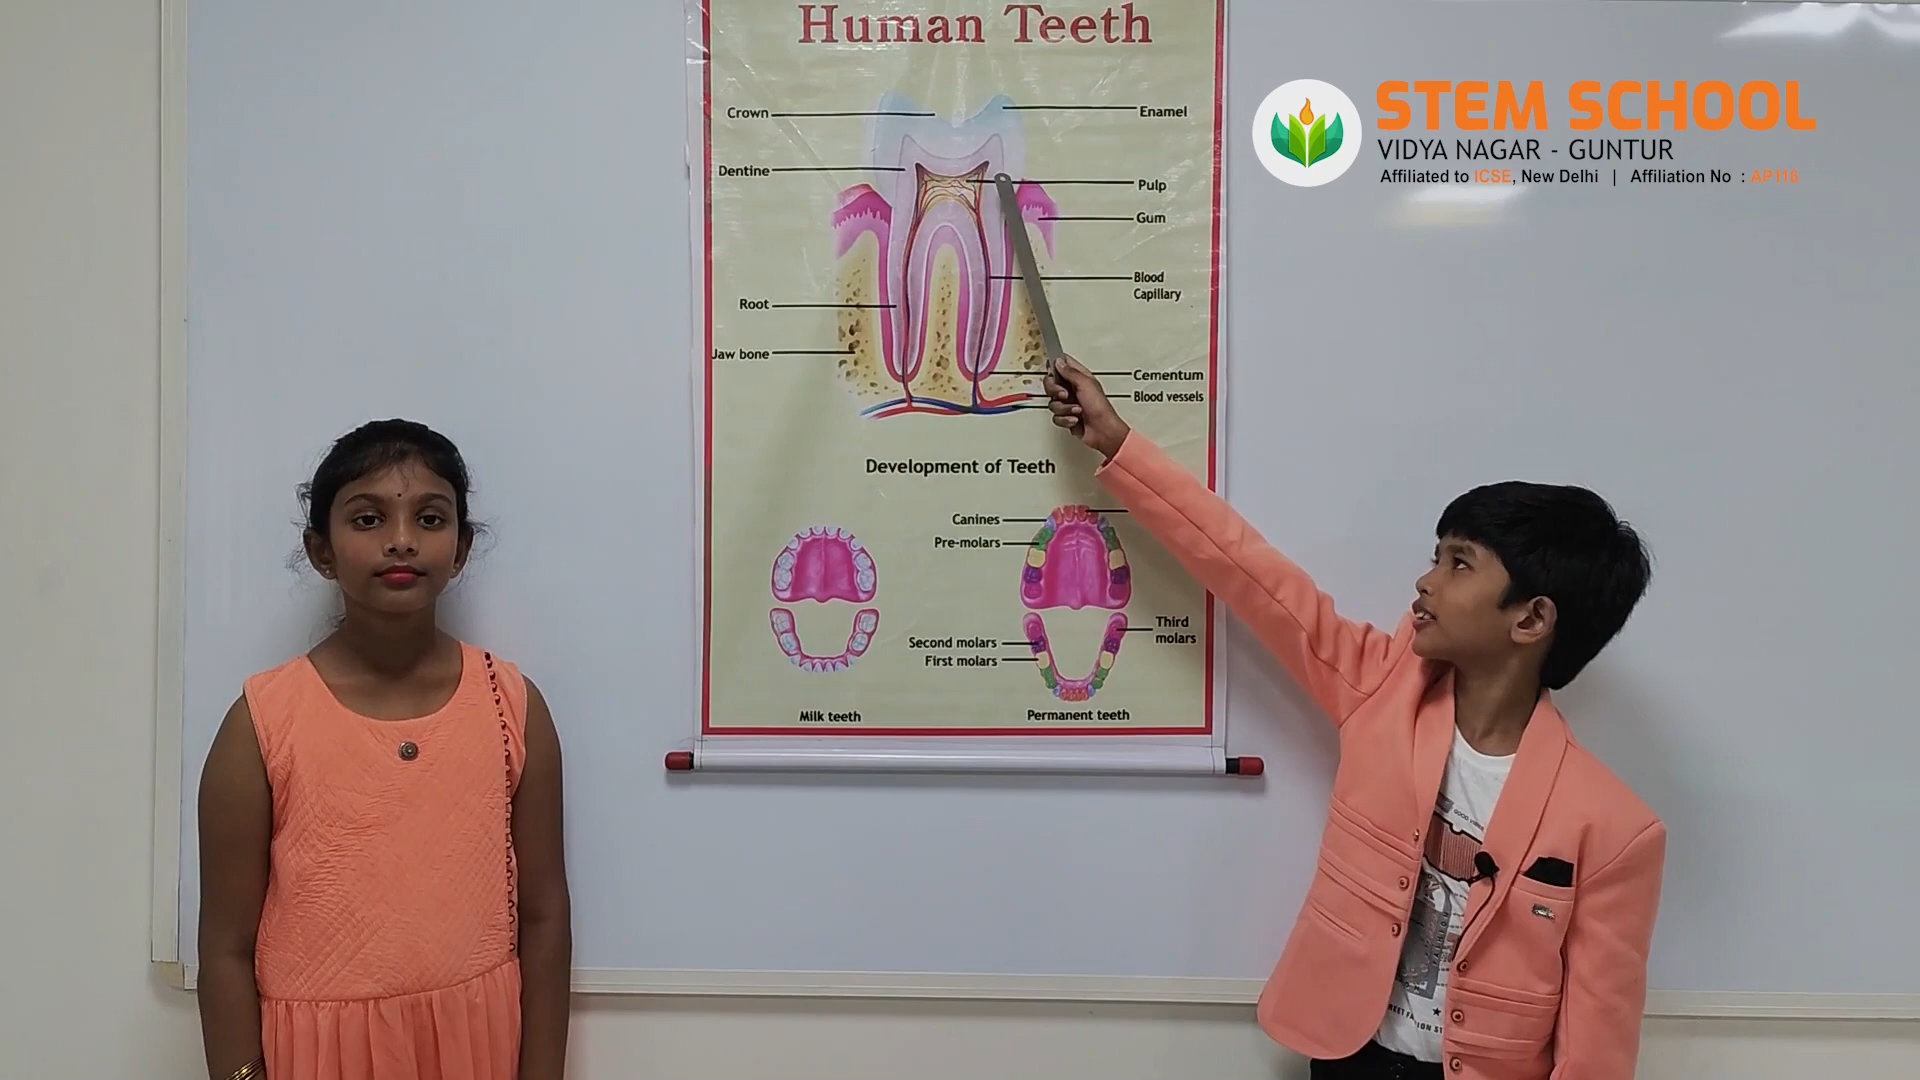 Human Teeth
Crown
Enamel
Dentine
Pulp
Gum
Blood
Capillary
Root
Jaw bone
Cementum
Blood vessels
Development of Teeth
Canines
Pre-molars
Third
molars
Second molars
First molars
Milk teeth
Permanent teeth
STEM SCHOOL
VIDYA NAGAR - GUNTUR
Affiliated to ICSE, New Delhi | Affiliation No : AP116